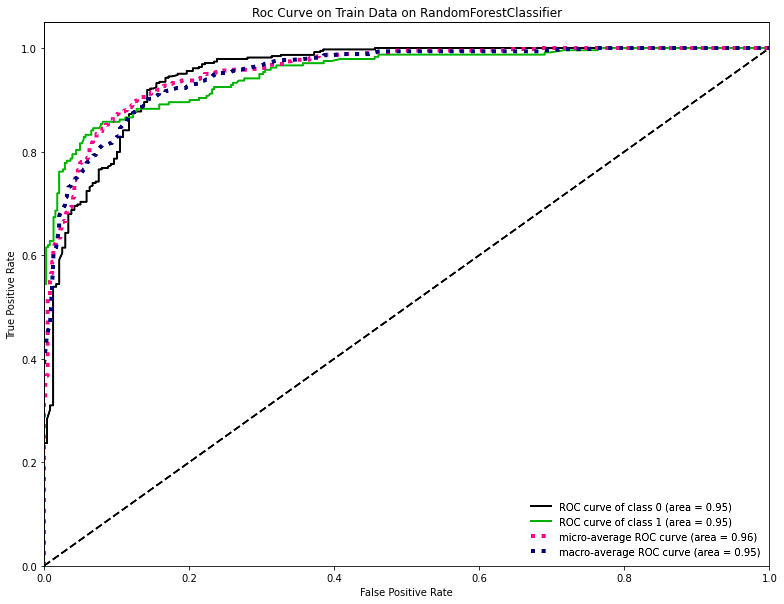 Roc Curve on Train Data on RandomForestClassifier
True Positive Rate
1.0
0.8
0.6
0.4
0.2
0.0
0.0 0.2 0.4 0.6 0.8 1.0
False Positive Rate
ROC curve of class 0 (area = 0.95)
ROC curve of class 1 (area = 0.95)
micro-average ROC curve (area = 0.96)
macro-average ROC curve (area = 0.95)